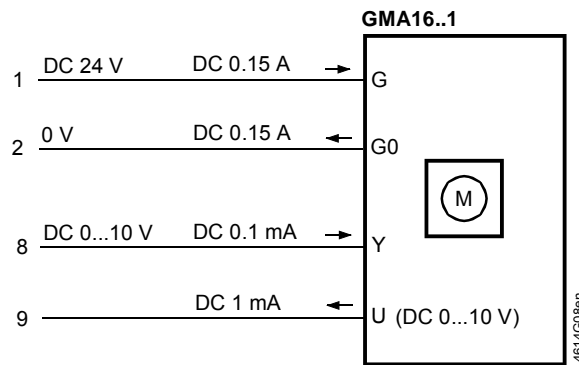 GMA16..1
1 DC 24 V DC 0.15 A G
2 0 V DC 0.15 A G0
M
8 DC 0...10 V DC 0.1 mA Y
9 DC 1 mA U (DC 0...10 V)
4614G08en